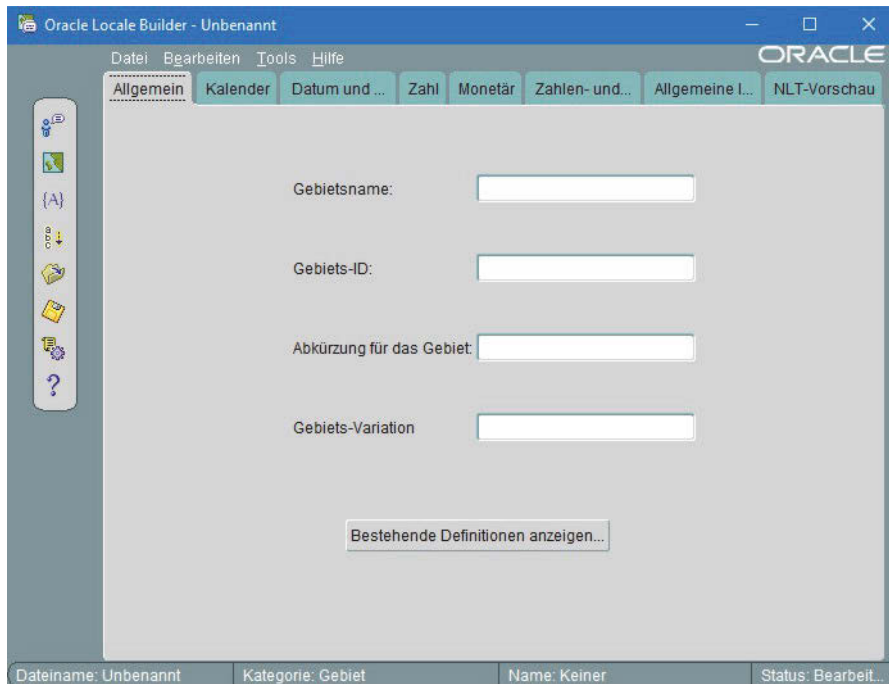 Oracle Locale Builder - Unbenannt
Datei Bearbeiten Tools Hilfe
ORACLE
Allgemein Kalender Datum und ... Zahl Monetär Zahlen- und... Allgemeine I... NLT-Vorschau
{A}
a
b
c
?
Gebietsname:
Gebiets-ID:
Abkürzung für das Gebiet:
Gebiets-Variation
Bestehende Definitionen anzeigen...
Dateiname: Unbenannt Kategorie: Gebiet Name: Keiner Status: Bearbeit...